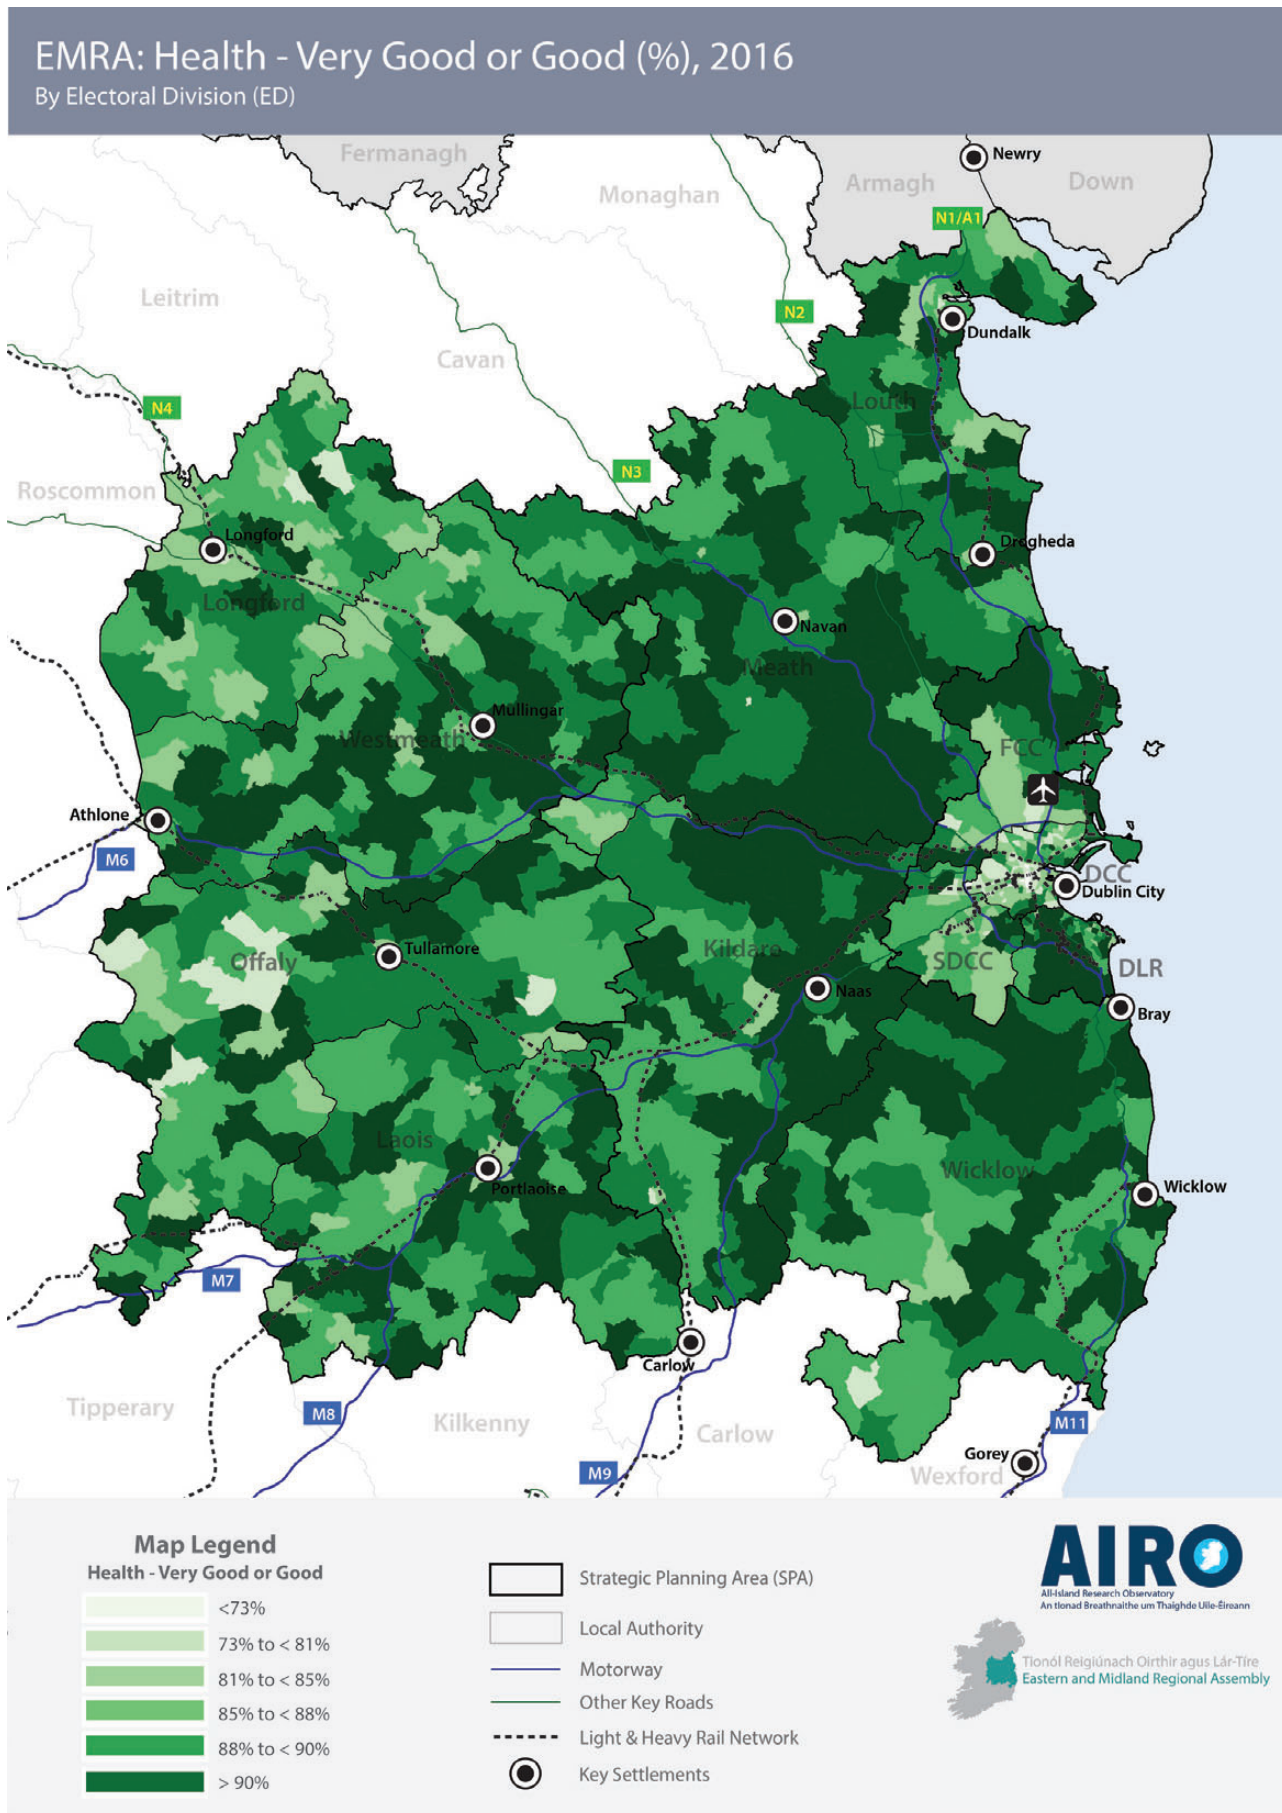 EMRA: Health - Very Good or Good (%), 2016
By Electoral Division (ED)
Fermanagh
Newry
Monaghan
Armagh
Down
N1/A1
Leitrim
N2
Dundalk
Cavan
N4
Louth
N3
Roscommon
Longford
Drogheda
Longford
Navan
Meath
Mullingar
Westmeath
FCC
Athlone
M6
DCC
Dublin City
Tullamore
Kildare
Offaly
SDCC
DLR
Naas
Bray
Laois
Wicklow
Portlaoise
Wicklow
M7
Carlow
Tipperary
M8
Kilkenny
Carlow
M11
Gorey
M9
Wexford
Map Legend
Health - Very Good or Good
<73%
73% to < 81%
81% to < 85%
85% to < 88%
88% to < 90%
> 90%
Strategic Planning Area (SPA)
Local Authority
Motorway
Other Key Roads
Light & Heavy Rail Network
Key Settlements
AIRO
All-Island Research Observatory
An tIonad Breathnaithe um Thaighde Uile-Éireann
Tionól Reigiúnach Oirthir agus Lár-Tíre
Eastern and Midland Regional Assembly